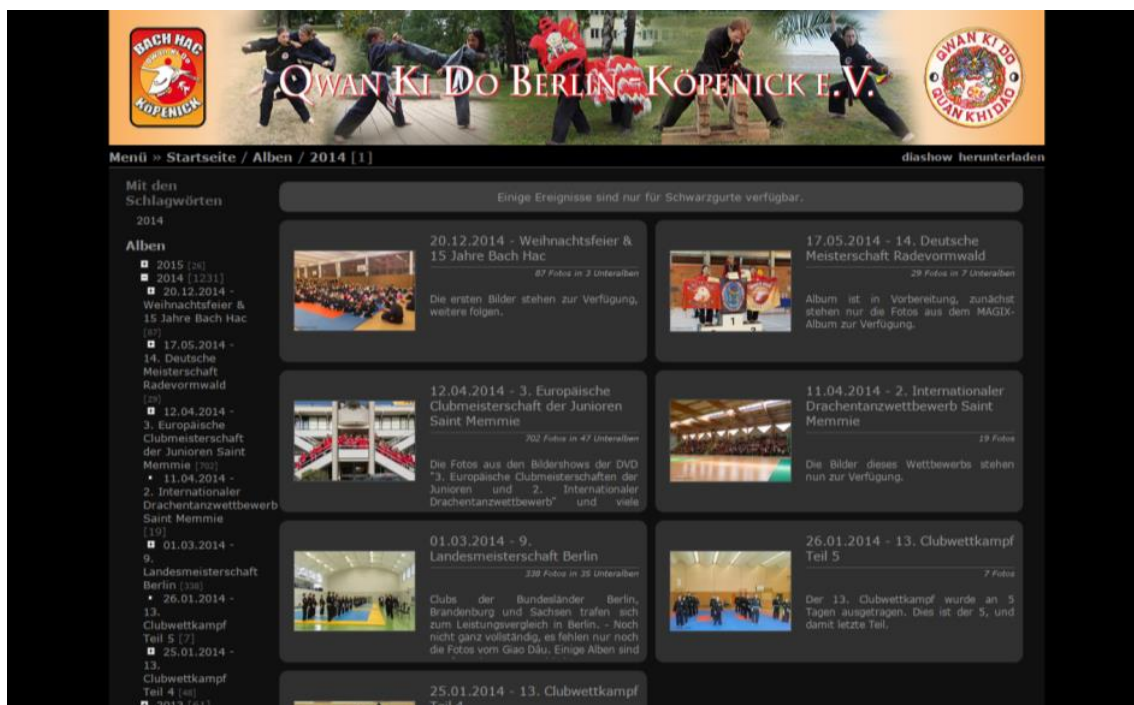 BACH HAC
Qwan Ki Do
KÖPENICK
QWAN KI DO BERLIN - KÖPENICK E.V.
QWAN KI DO
QUAN KHI DAO
Menü » Startseite / Alben / 2014 [1]
diashow herunterladen
Mit den
Schlagwörten
2014
Alben
2015 [26]
2014 [1231]
20.12.2014 -
Weihnachtsfeier &
15 Jahre Bach Hac
[87]
17.05.2014 -
14. Deutsche
Meisterschaft
Radevormwald
[29]
12.04.2014 -
3. Europäische
Clubmeisterschaft
der Junioren Saint
Memmie [702]
11.04.2014 -
2. Internationaler
Drachentanzwettbewerb
Saint Memmie
[19]
01.03.2014 -
9.
Landesmeisterschaft
Berlin [338]
26.01.2014 -
13.
Clubwettkampf
Teil 5 [7]
25.01.2014 -
13.
Clubwettkampf
Teil 4 [48]
Einige Ereignisse sind nur für Schwarzgurte verfügbar.
20.12.2014 - Weihnachtsfeier &
15 Jahre Bach Hac
87 Fotos in 3 Unteralben
Die ersten Bilder stehen zur Verfügung,
weitere folgen.
17.05.2014 - 14. Deutsche
Meisterschaft Radevormwald
29 Fotos in 7 Unteralben
Album ist in Vorbereitung, zunächst
stehen nur die Fotos aus dem MAGIX-
Album zur Verfügung.
12.04.2014 - 3. Europäische
Clubmeisterschaft der Junioren
Saint Memmie
702 Fotos in 47 Unteralben
Die Fotos aus den Bildershows der DVD
"3. Europäische Clubmeisterschaften der
Junioren und 2. Internationaler
Drachentanzwettbewerb" und viele
11.04.2014 - 2. Internationaler
Drachentanzwettbewerb Saint
Memmie
19 Fotos
Die Bilder dieses Wettbewerbs stehen
nun zur Verfügung.
01.03.2014 - 9.
Landesmeisterschaft Berlin
338 Fotos in 35 Unteralben
Clubs der Bundesländer Berlin,
Brandenburg und Sachsen trafen sich
zum Leistungsvergleich in Berlin. - Noch
nicht ganz vollständig, es fehlen nur noch
die Fotos vom Giao Dâu. Einige Alben sind
26.01.2014 - 13. Clubwettkampf
Teil 5
7 Fotos
Der 13. Clubwettkampf wurde an 5
Tagen ausgetragen. Dies ist der 5, und
damit letzte Teil.
25.01.2014 - 13. Clubwettkampf